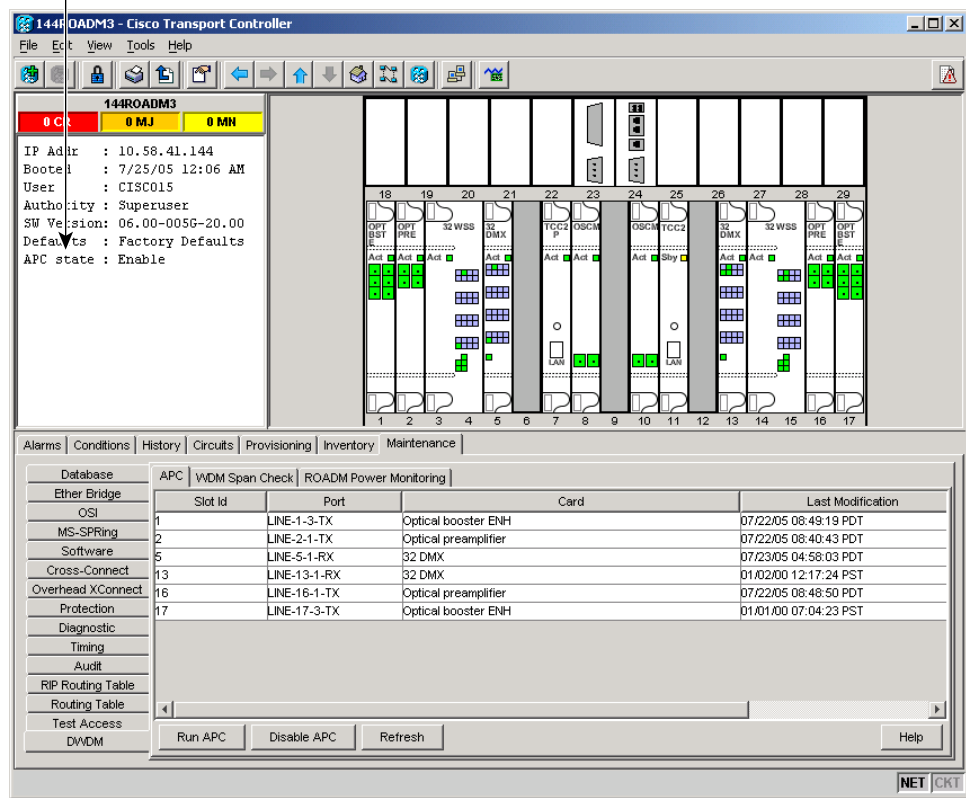 144ROADM3 - Cisco Transport Controller
File Edit View Tools Help
144ROADM3
0 CR 0 MJ 0 MN
IP Addr : 10.58.41.144
Booted : 7/25/05 12:06 AM
User : CISCO15
Authority : Superuser
SW Version: 06.00-005G-20.00
Defaults : Factory Defaults
APC state : Enable
18 19 20 21 22 23 24 25 26 27 28 29
OPT BST E
OPT PRE
32 WSS
32 DMX
TCC2 P
OSCM
OSCM
TCC2
32 DMX
32 WSS
OPT PRE
OPT BST E
Act Act Act Act Act Act Act Sby Act Act Act Act
LAN LAN
1 2 3 4 5 6 7 8 9 10 11 12 13 14 15 16 17
Alarms Conditions History Circuits Provisioning Inventory Maintenance
Database
Ether Bridge
OSI
MS-SPRing
Software
Cross-Connect
Overhead XConnect
Protection
Diagnostic
Timing
Audit
RIP Routing Table
Routing Table
Test Access
DWDM
APC WDM Span Check ROADM Power Monitoring
Slot Id Port Card Last Modification
1 LINE-1-3-TX Optical booster ENH 07/22/05 08:49:19 PDT
2 LINE-2-1-TX Optical preamplifier 07/22/05 08:40:43 PDT
5 LINE-5-1-RX 32 DMX 07/23/05 04:58:03 PDT
13 LINE-13-1-RX 32 DMX 01/02/00 12:17:24 PST
16 LINE-16-1-TX Optical preamplifier 07/22/05 08:48:50 PDT
17 LINE-17-3-TX Optical booster ENH 01/01/00 07:04:23 PST
Run APC Disable APC Refresh Help
NET CKT